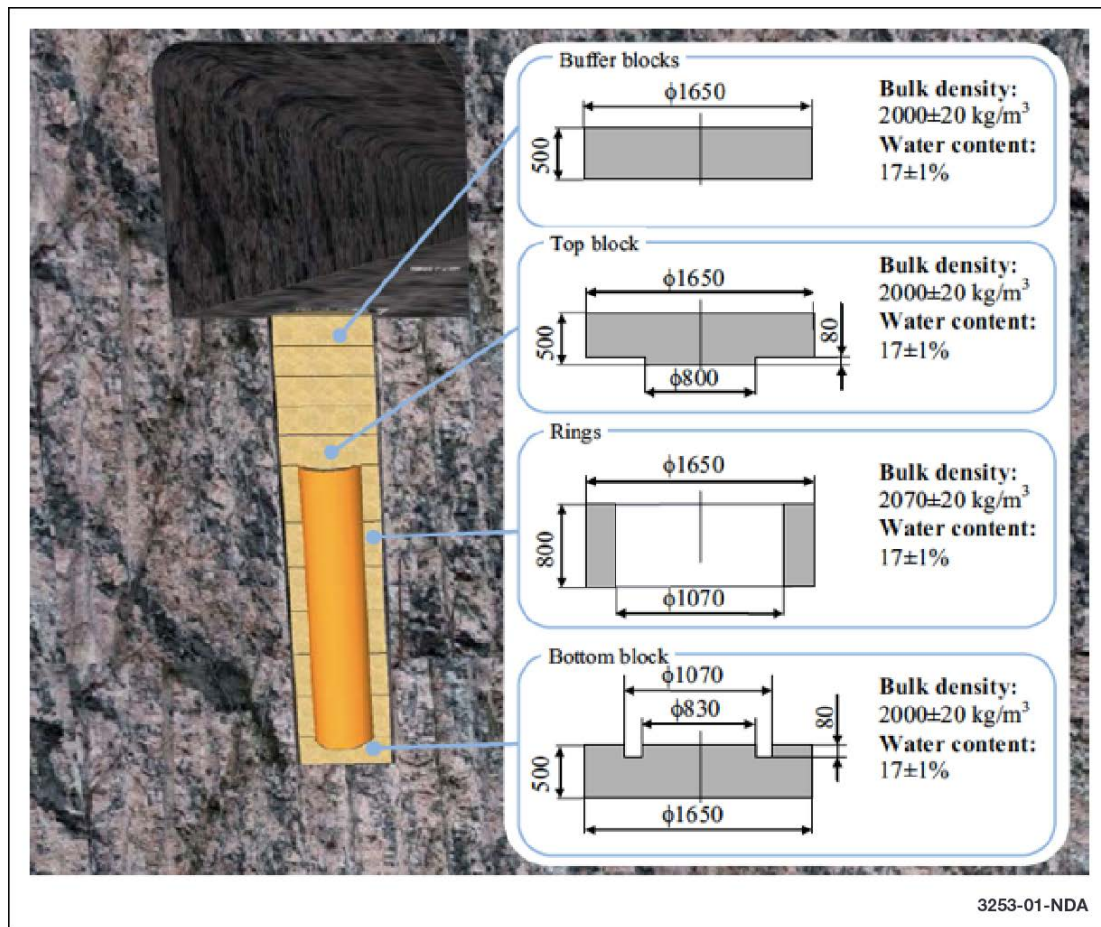 Buffer blocks
ϕ1650
500
Bulk density:
2000±20 kg/m³
Water content:
17±1%
Top block
ϕ1650
500
80
ϕ800
Bulk density:
2000±20 kg/m³
Water content:
17±1%
Rings
ϕ1650
800
ϕ1070
Bulk density:
2070±20 kg/m³
Water content:
17±1%
Bottom block
ϕ1070
ϕ830
80
500
ϕ1650
Bulk density:
2000±20 kg/m³
Water content:
17±1%
3253-01-NDA